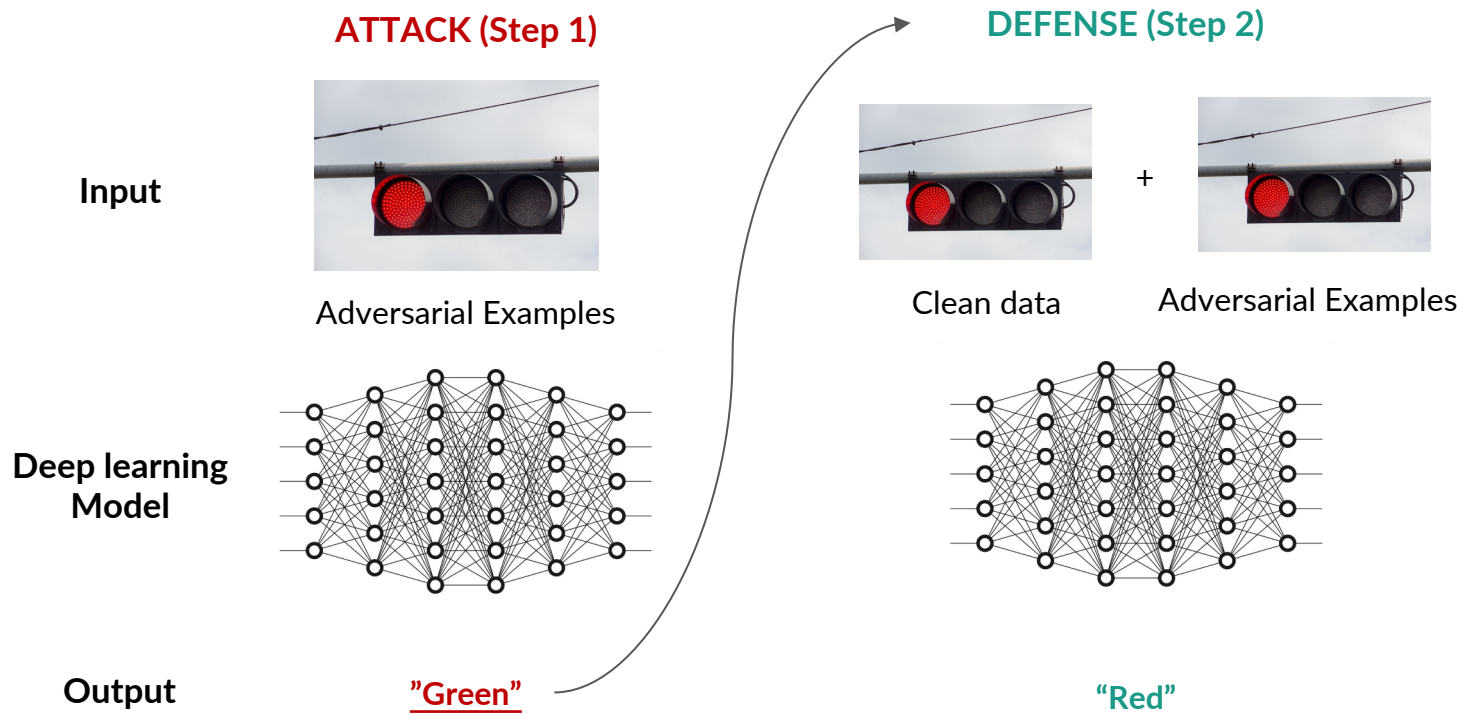 ATTACK (Step 1)
DEFENSE (Step 2)
Input
+
Adversarial Examples
Clean data
Adversarial Examples
Deep learning
Model
Output
”Green”
“Red”